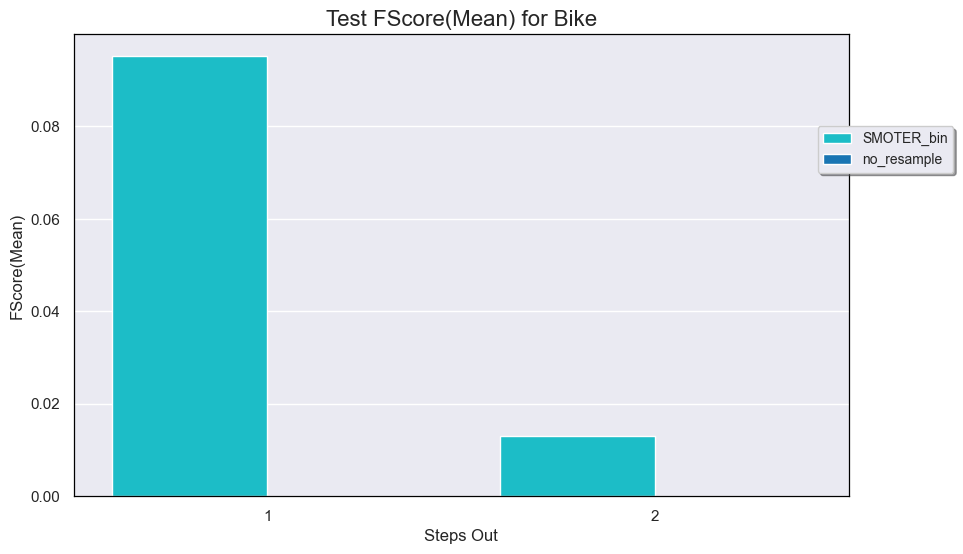 Test FScore(Mean) for Bike
FScore(Mean)
0.08
0.06
0.04
0.02
0.00
1
2
Steps Out
SMOTER_bin
no_resample